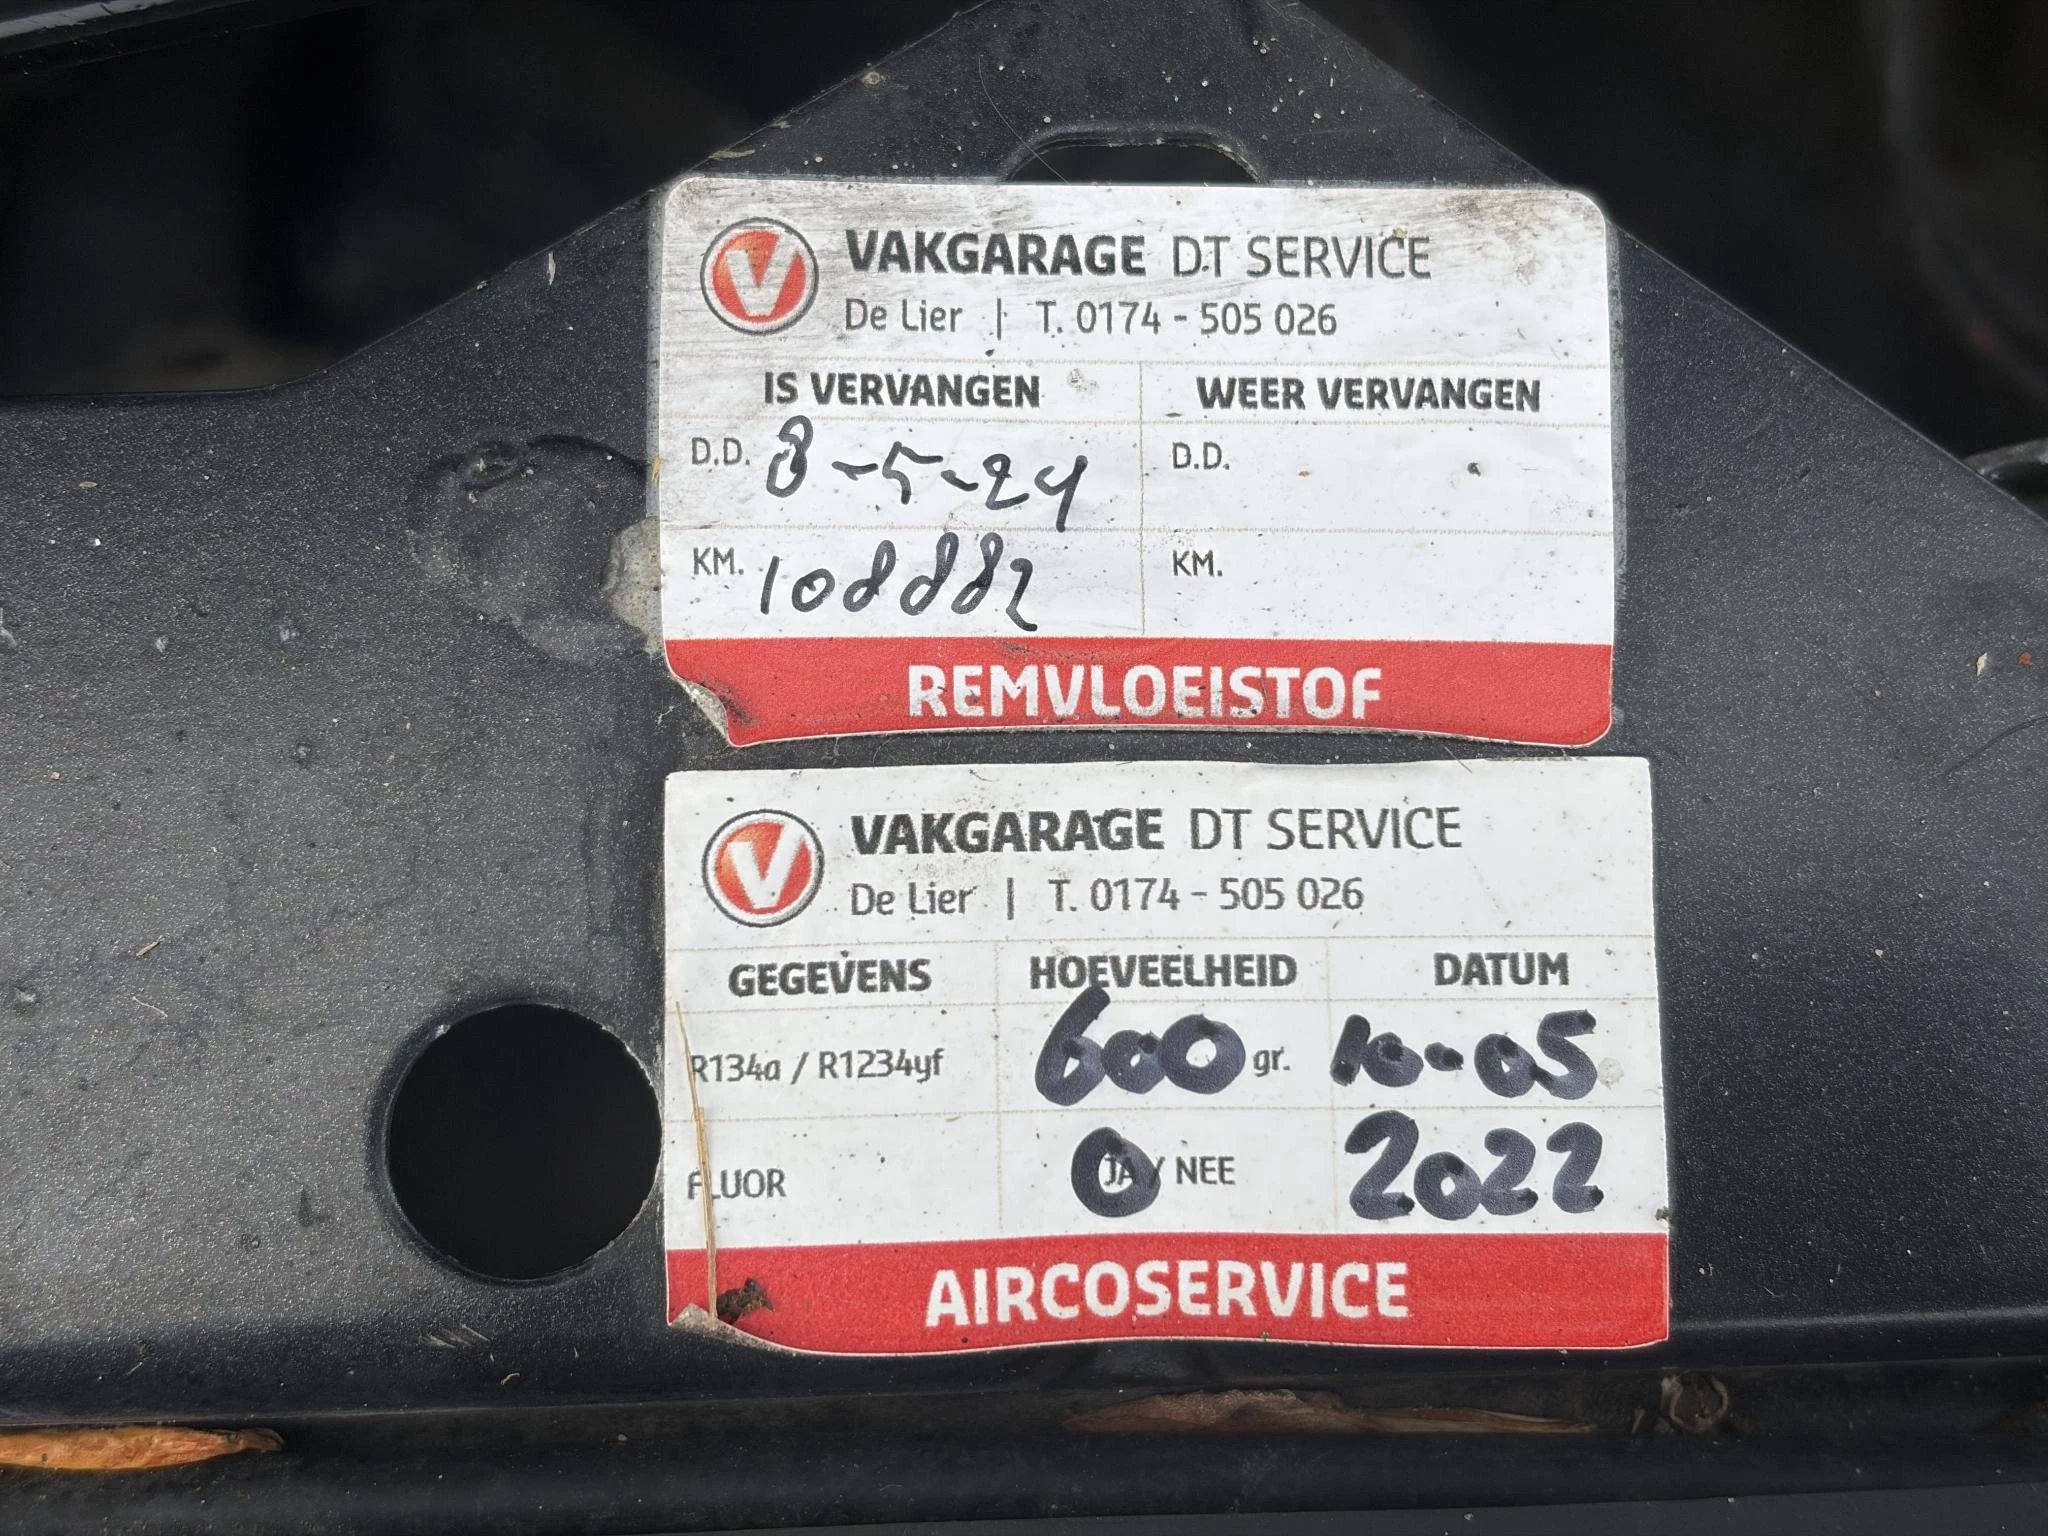 VAKGARAGE DT SERVICE
De Lier | T. 0174 - 505 026
IS VERVANGEN WEER VERVANGEN
D.D. 8-5-24 D.D.
KM. 108882 KM.
REMVLOEISTOF
VAKGARAGE DT SERVICE
De Lier | T. 0174 - 505 026
GEGEVENS HOEVEELHEID DATUM
R134a / R1234yf 600 gr. 10-05
FLUOR 0 JA / NEE 2022
AIRCOSERVICE